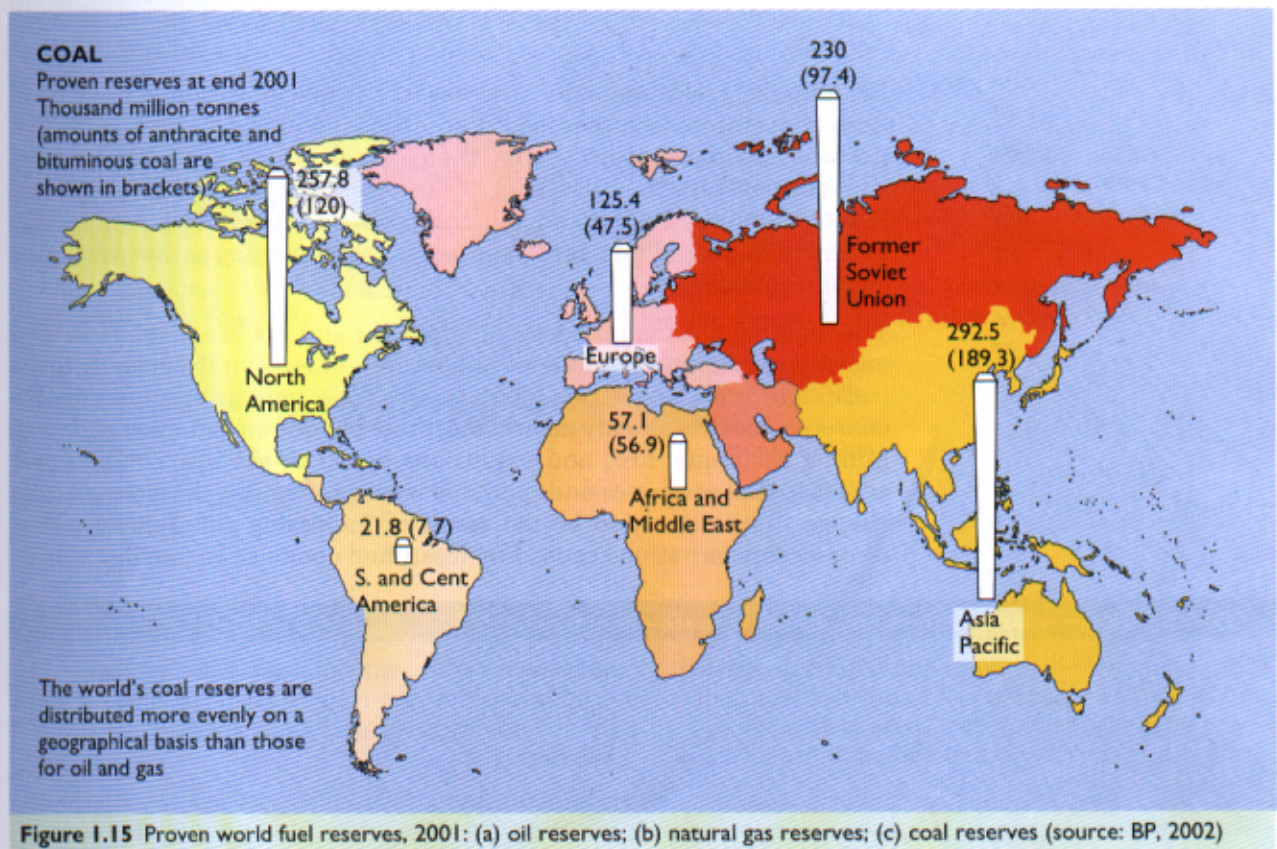 COAL
Proven reserves at end 2001
Thousand million tonnes
(amounts of anthracite and
bituminous coal are
shown in brackets)
257.8
(120)
North
America
230
(97.4)
Former
Soviet
Union
125.4
(47.5)
Europe
292.5
(189.3)
57.1
(56.9)
Africa and
Middle East
21.8 (7.7)
S. and Cent
America
Asia
Pacific
The world's coal reserves are
distributed more evenly on a
geographical basis than those
for oil and gas
Figure 1.15 Proven world fuel reserves, 2001: (a) oil reserves; (b) natural gas reserves; (c) coal reserves (source: BP, 2002)